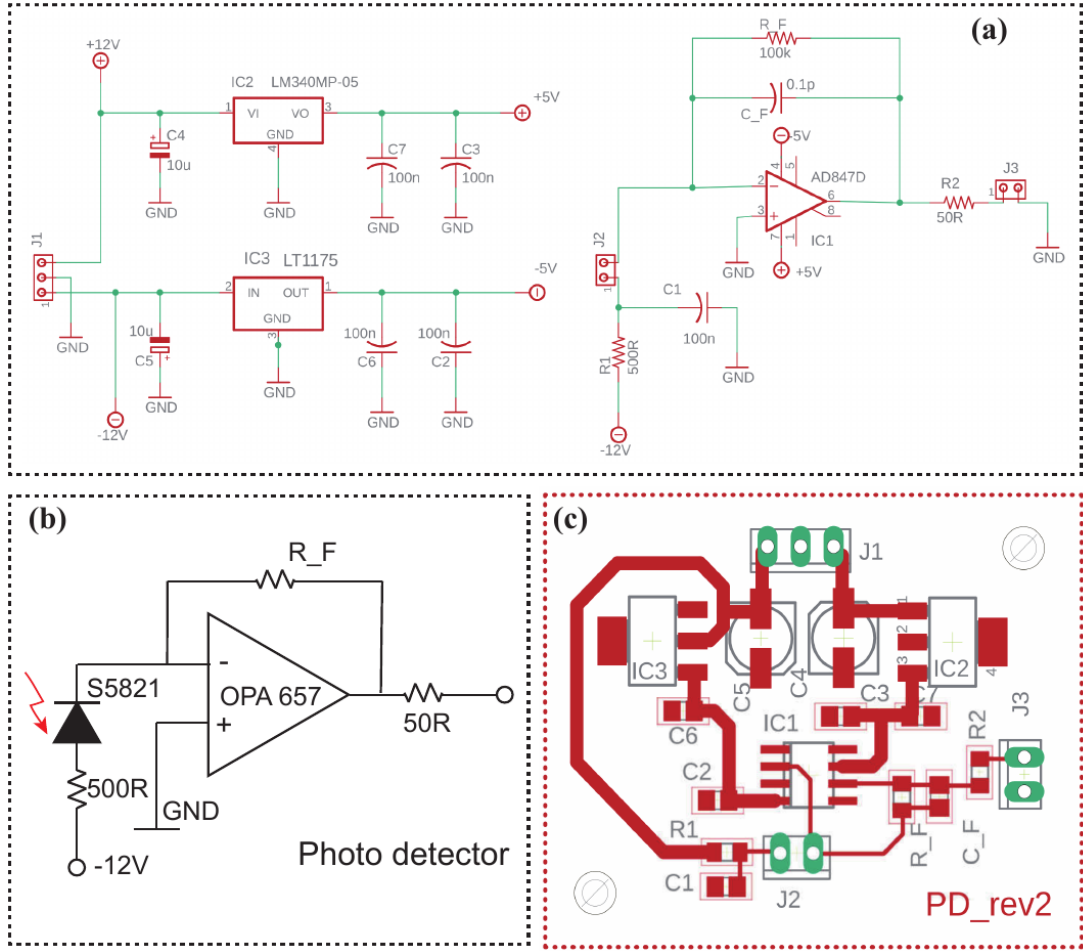 (a)
+12V
IC2 LM340MP-05
1 VI VO 3
GND
4
+5V
C4
+
10u
C7
100n
C3
100n
GND
GND
GND
GND
J1
1
GND
IC3 LT1175
2 IN OUT 1
GND
3
-5V
10u
C5
+
100n
C6
100n
C2
GND
GND
GND
GND
-12V
R_F
100k
0.1p
C_F
-5V
4
5
AD847D
2
3
6
8
7
1
IC1
+5V
GND
R2
50R
J3
1
GND
J2
1
C1
100n
GND
R1
500R
-12V
(b)
R_F
S5821
-
OPA 657
+
50R
500R
GND
-12V
Photo detector
(c)
J1
1
2
3
4
IC3
IC2
C5
C4
C3
C7
C6
IC1
R2
J3
C2
R1
C1
J2
R_F
C_F
PD_rev2